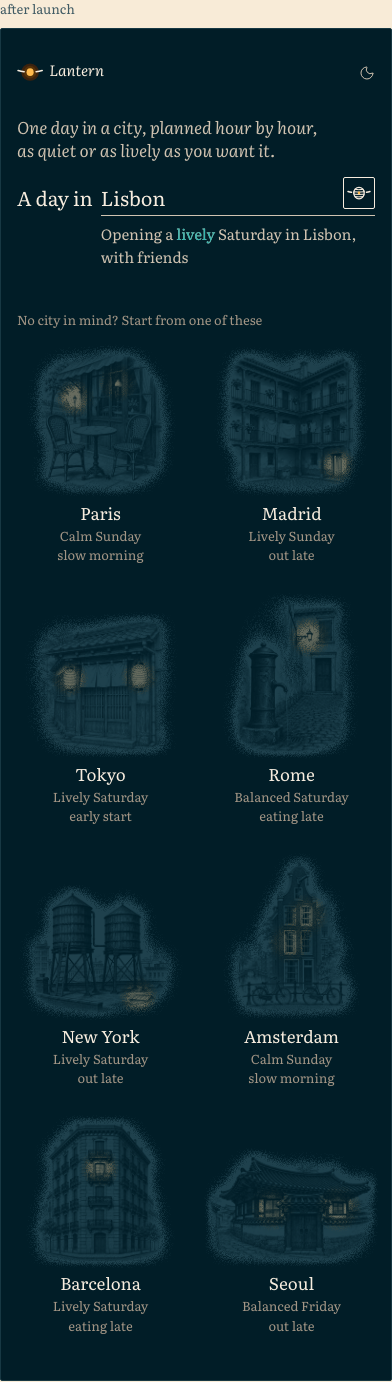 after launch
Lantern
One day in a city, planned hour by hour,
as quiet or as lively as you want it.
A day in Lisbon
Opening a lively Saturday in Lisbon,
with friends
No city in mind? Start from one of these
Paris
Calm Sunday
slow morning
Madrid
Lively Sunday
out late
Tokyo
Lively Saturday
early start
Rome
Balanced Saturday
eating late
New York
Lively Saturday
out late
Amsterdam
Calm Sunday
slow morning
Barcelona
Lively Saturday
eating late
Seoul
Balanced Friday
out late